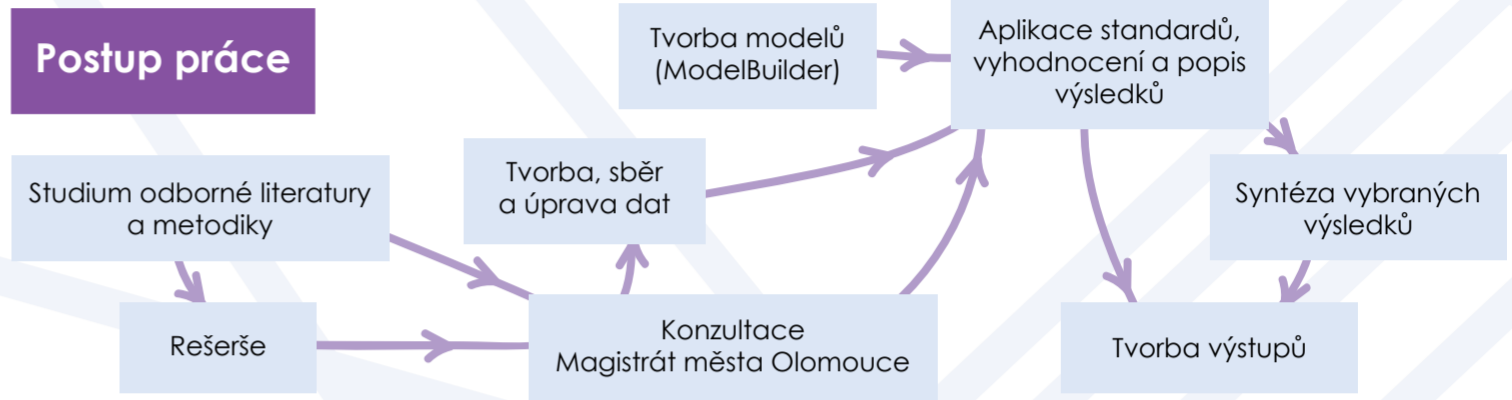 Postup práce
Studium odborné literatury
a metodiky
Rešerše
Tvorba, sběr
a úprava dat
Konzultace
Magistrát města Olomouce
Tvorba modelů
(ModelBuilder)
Aplikace standardů,
vyhodnocení a popis
výsledků
Syntéza vybraných
výsledků
Tvorba výstupů